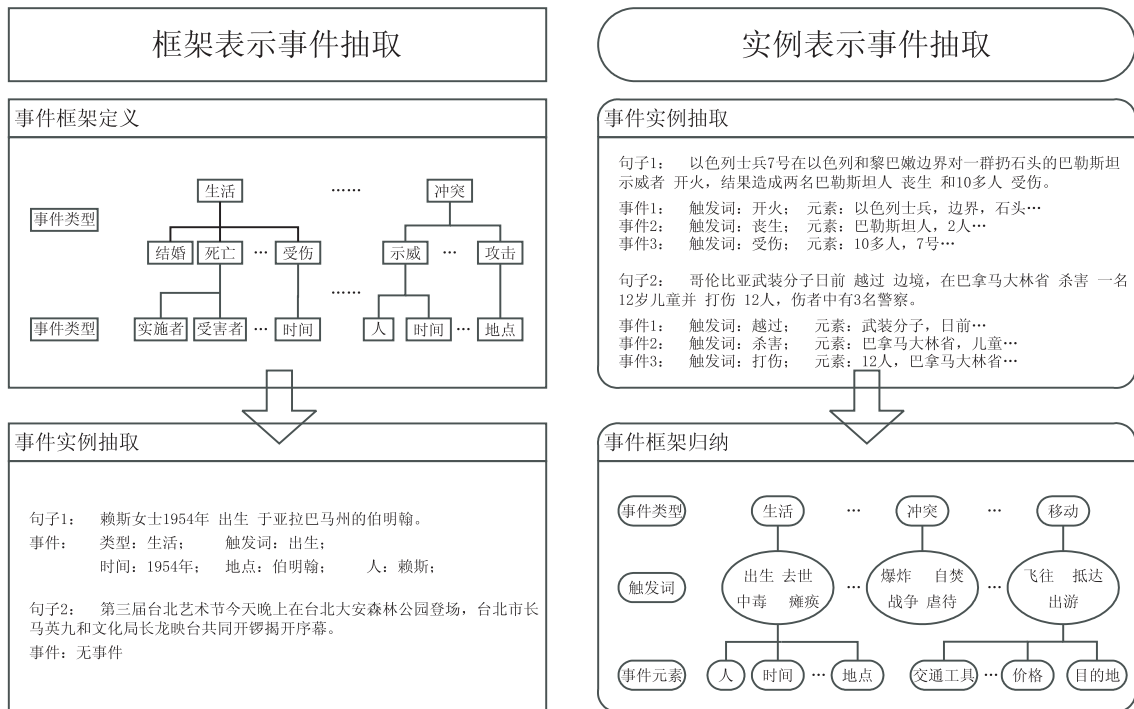 框架表示事件抽取
事件框架定义
生活 …… 冲突
事件类型
结婚 死亡 … 受伤 示威 … 攻击
……
事件类型 实施者 受害者 … 时间 人 时间 … 地点
事件实例抽取
句子1： 赖斯女士1954年 出生 于亚拉巴马州的伯明翰。
事件： 类型：生活； 触发词：出生；
时间：1954年； 地点：伯明翰； 人：赖斯；
句子2： 第三届台北艺术节今天晚上在台北大安森林公园登场，台北市长
马英九和文化局长龙映台共同开锣揭开序幕。
事件：无事件
实例表示事件抽取
事件实例抽取
句子1： 以色列士兵7号在以色列和黎巴嫩边界对一群扔石头的巴勒斯坦
示威者 开火，结果造成两名巴勒斯坦人 丧生 和10多人 受伤。
事件1： 触发词：开火； 元素：以色列士兵，边界，石头…
事件2： 触发词：丧生； 元素：巴勒斯坦人，2人…
事件3： 触发词：受伤； 元素：10多人，7号…
句子2： 哥伦比亚武装分子日前 越过 边境，在巴拿马大林省 杀害 一名
12岁儿童并 打伤 12人，伤者中有3名警察。
事件1： 触发词：越过； 元素：武装分子，日前…
事件2： 触发词：杀害； 元素：巴拿马大林省，儿童…
事件3： 触发词：打伤； 元素：12人，巴拿马大林省…
事件框架归纳
事件类型 生活 … 冲突 … 移动
出生 去世 爆炸 自焚 飞往 抵达
触发词 … …
中毒 瘫痪 战争 虐待 出游
事件元素 人 时间 … 地点 交通工具 … 价格 目的地